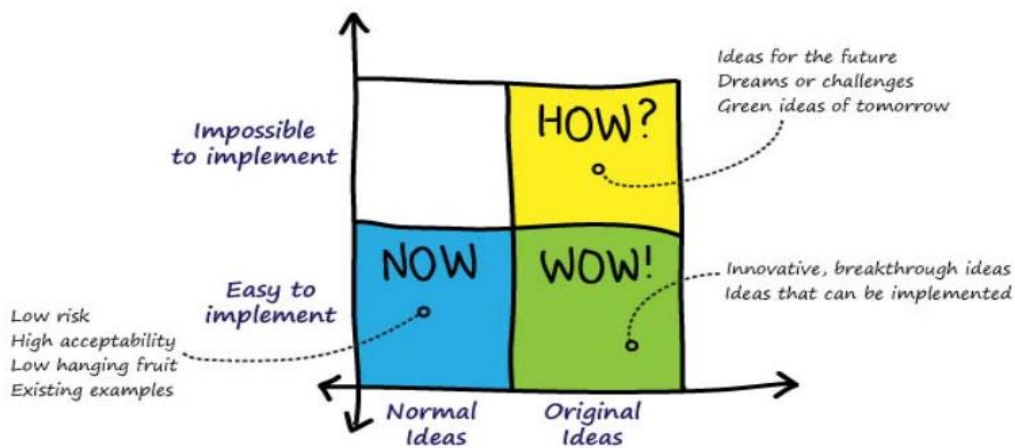 Ideas for the future
Dreams or challenges
Green ideas of tomorrow
Impossible
to implement
HOW?
NOW
WOW!
Innovative, breakthrough ideas
Ideas that can be implemented
Easy to
implement
Low risk
High acceptability
Low hanging fruit
Existing examples
Normal
Ideas
Original
Ideas